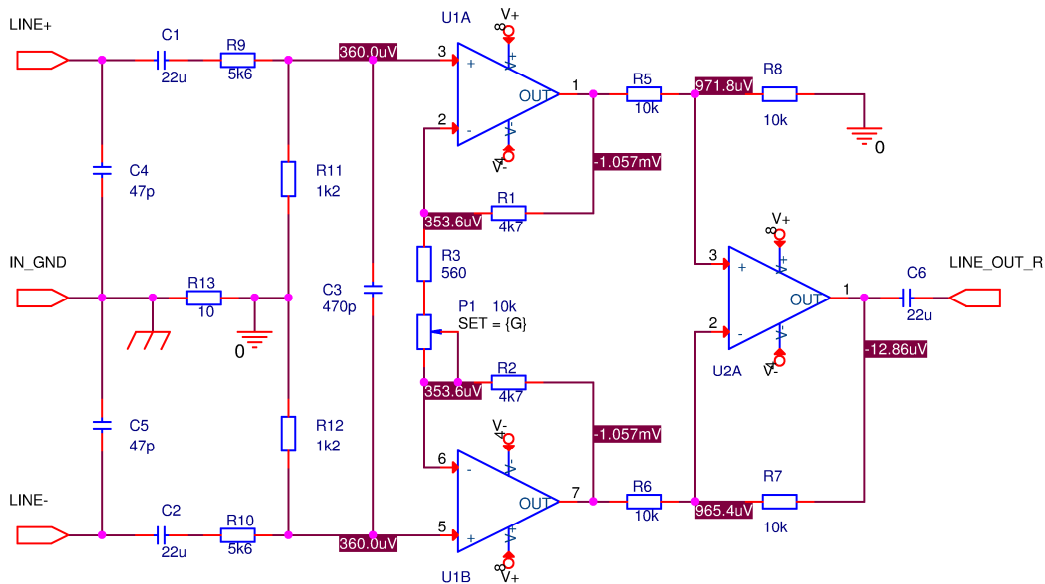 LINE+
C1
22u
R9
5k6
360.0uV
U1A
3
+
2
-
8
V+
V+
OUT
1
V-
4
V-
R5
10k
971.8uV
R8
10k
0
C4
47p
R11
1k2
-1.057mV
R1
4k7
353.6uV
R3
560
IN_GND
R13
10
0
C3
470p
P1 10k
SET = {G}
3
+
2
-
8
V+
V+
OUT
1
V-
4
V-
U2A
C6
22u
LINE_OUT_R
-12.86uV
R2
4k7
353.6uV
C5
47p
R12
1k2
-1.057mV
V-
4
V-
6
-
5
+
OUT
7
V+
8
V+
U1B
R6
10k
965.4uV
R7
10k
LINE-
C2
22u
R10
5k6
360.0uV